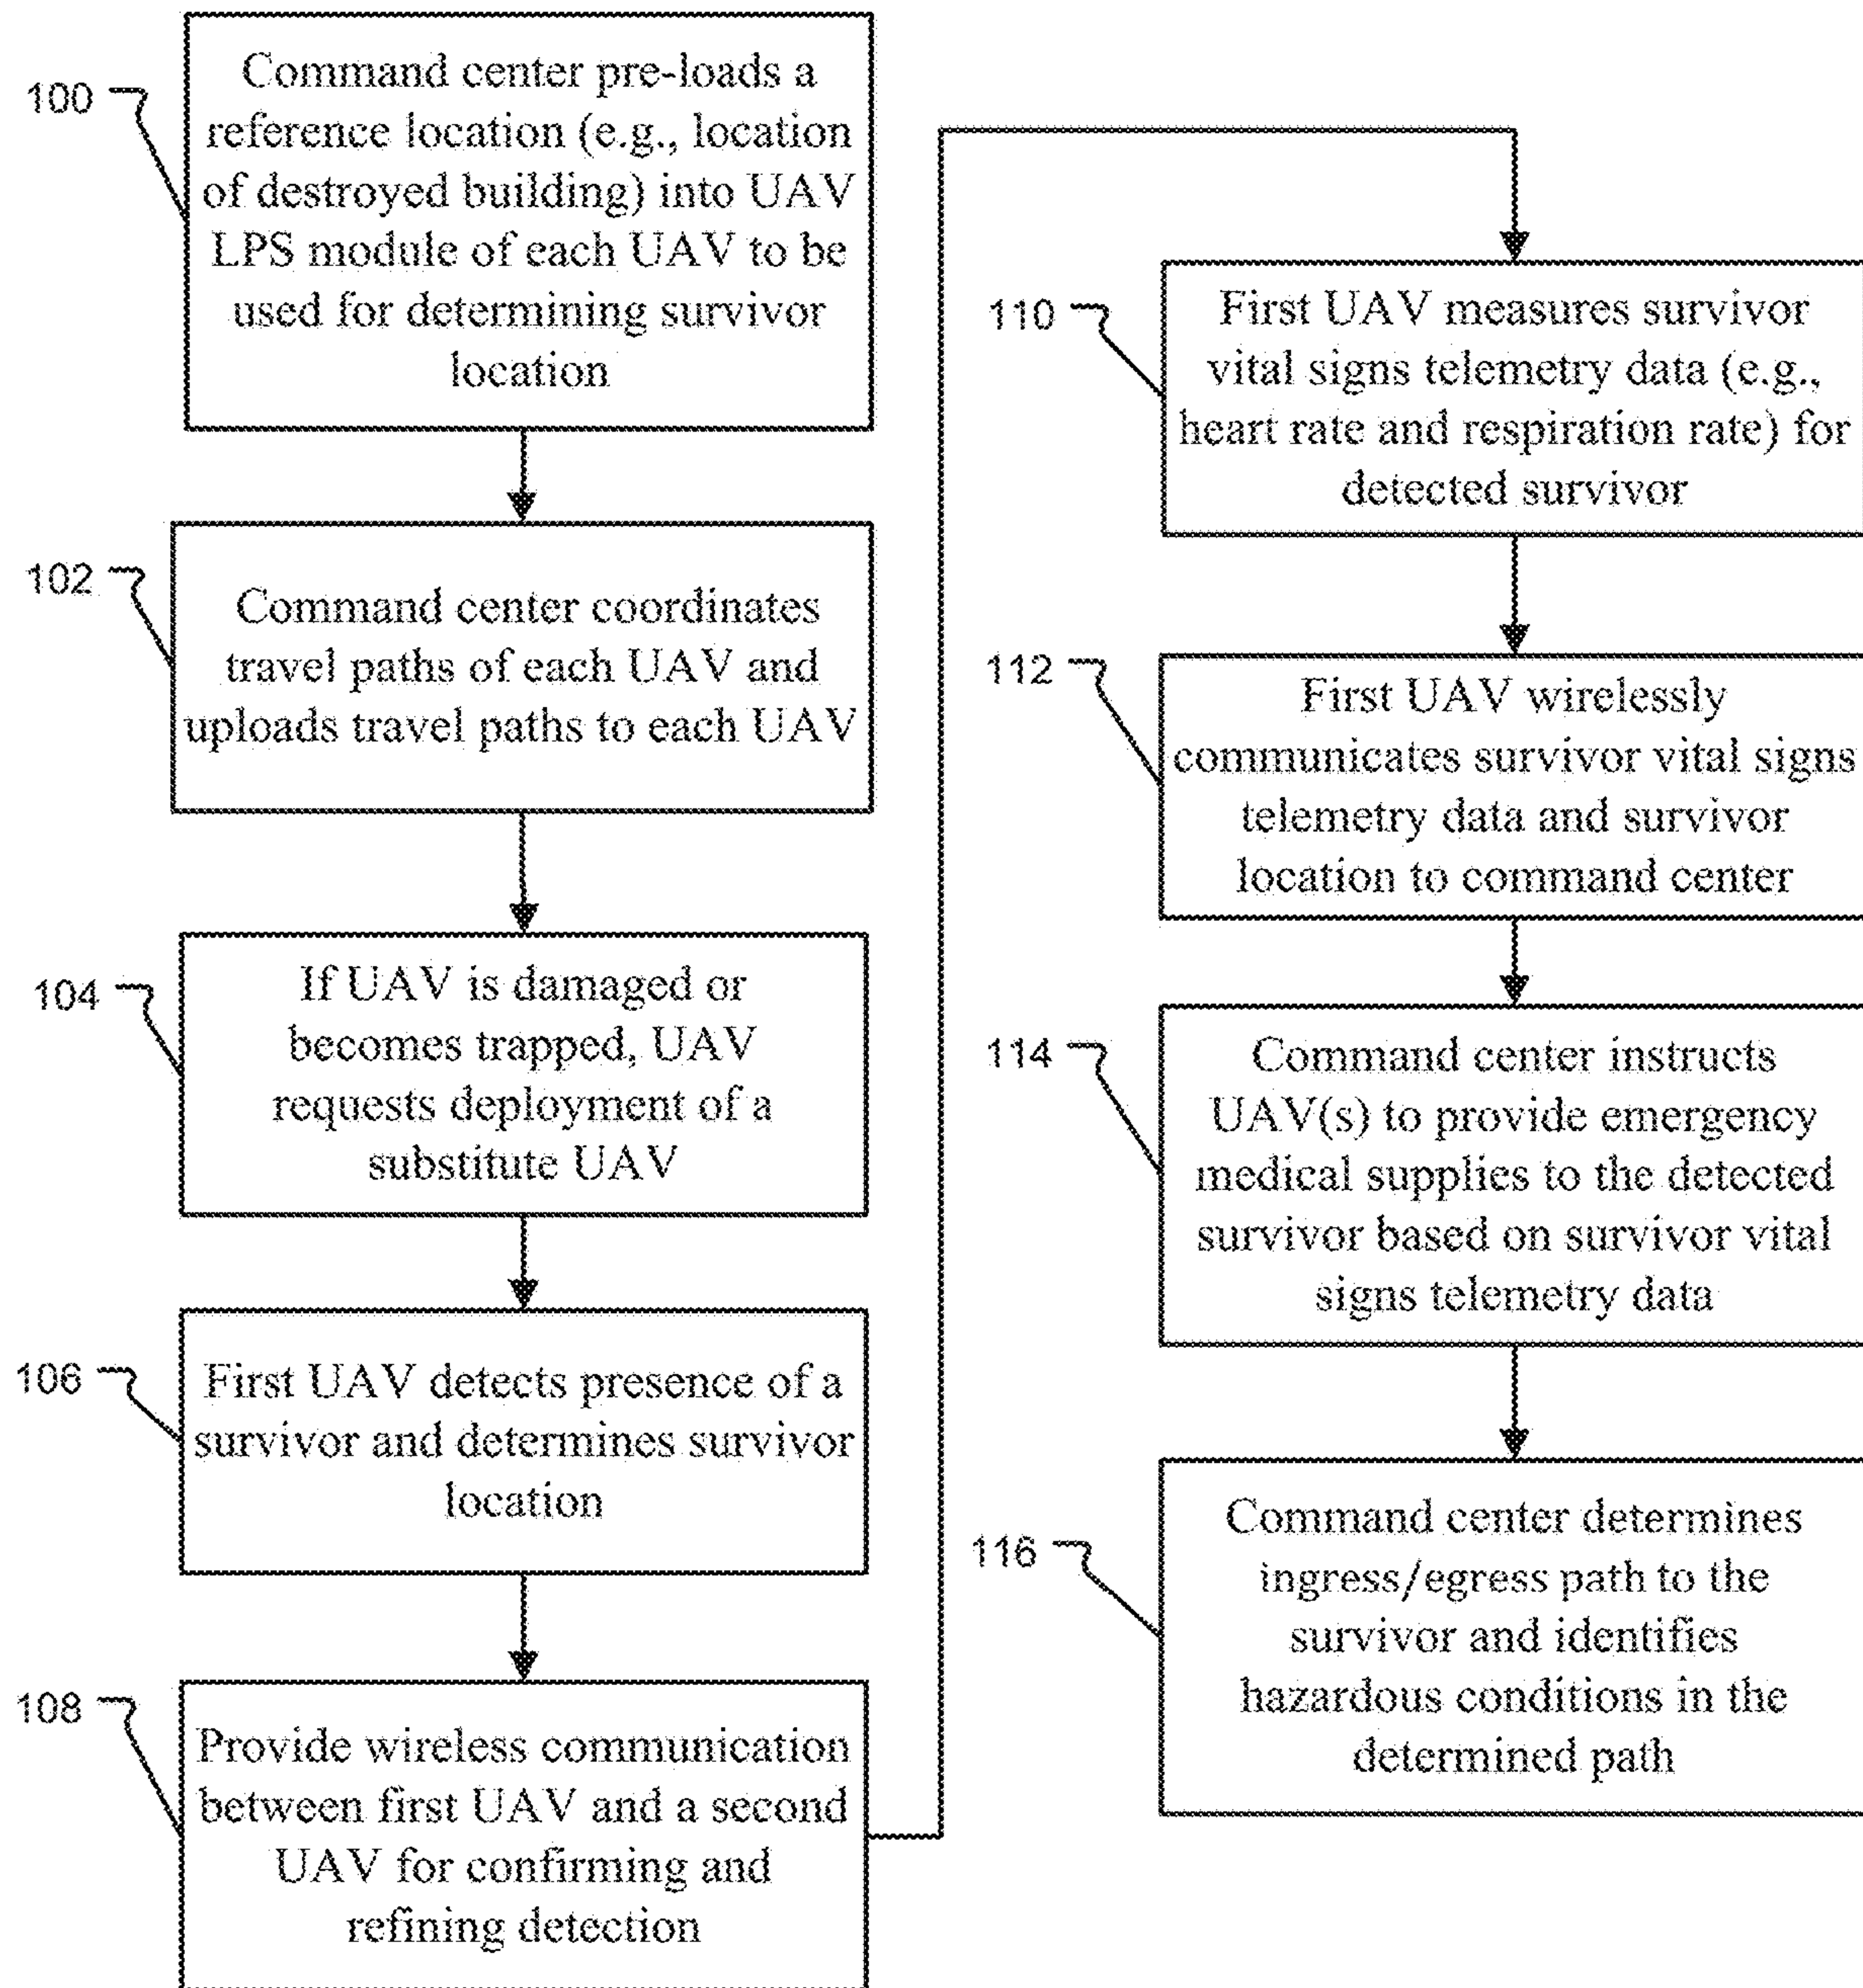 100
Command center pre-loads a
reference location (e.g., location
of destroyed building) into UAV
LPS module of each UAV to be
used for determining survivor
location
102
Command center coordinates
travel paths of each UAV and
uploads travel paths to each UAV
104
If UAV is damaged or
becomes trapped, UAV
requests deployment of a
substitute UAV
106
First UAV detects presence of a
survivor and determines survivor
location
108
Provide wireless communication
between first UAV and a second
UAV for confirming and
refining detection
110
First UAV measures survivor
vital signs telemetry data (e.g.,
heart rate and respiration rate) for
detected survivor
112
First UAV wirelessly
communicates survivor vital signs
telemetry data and survivor
location to command center
114
Command center instructs
UAV(s) to provide emergency
medical supplies to the detected
survivor based on survivor vital
signs telemetry data
116
Command center determines
ingress/egress path to the
survivor and identifies
hazardous conditions in the
determined path